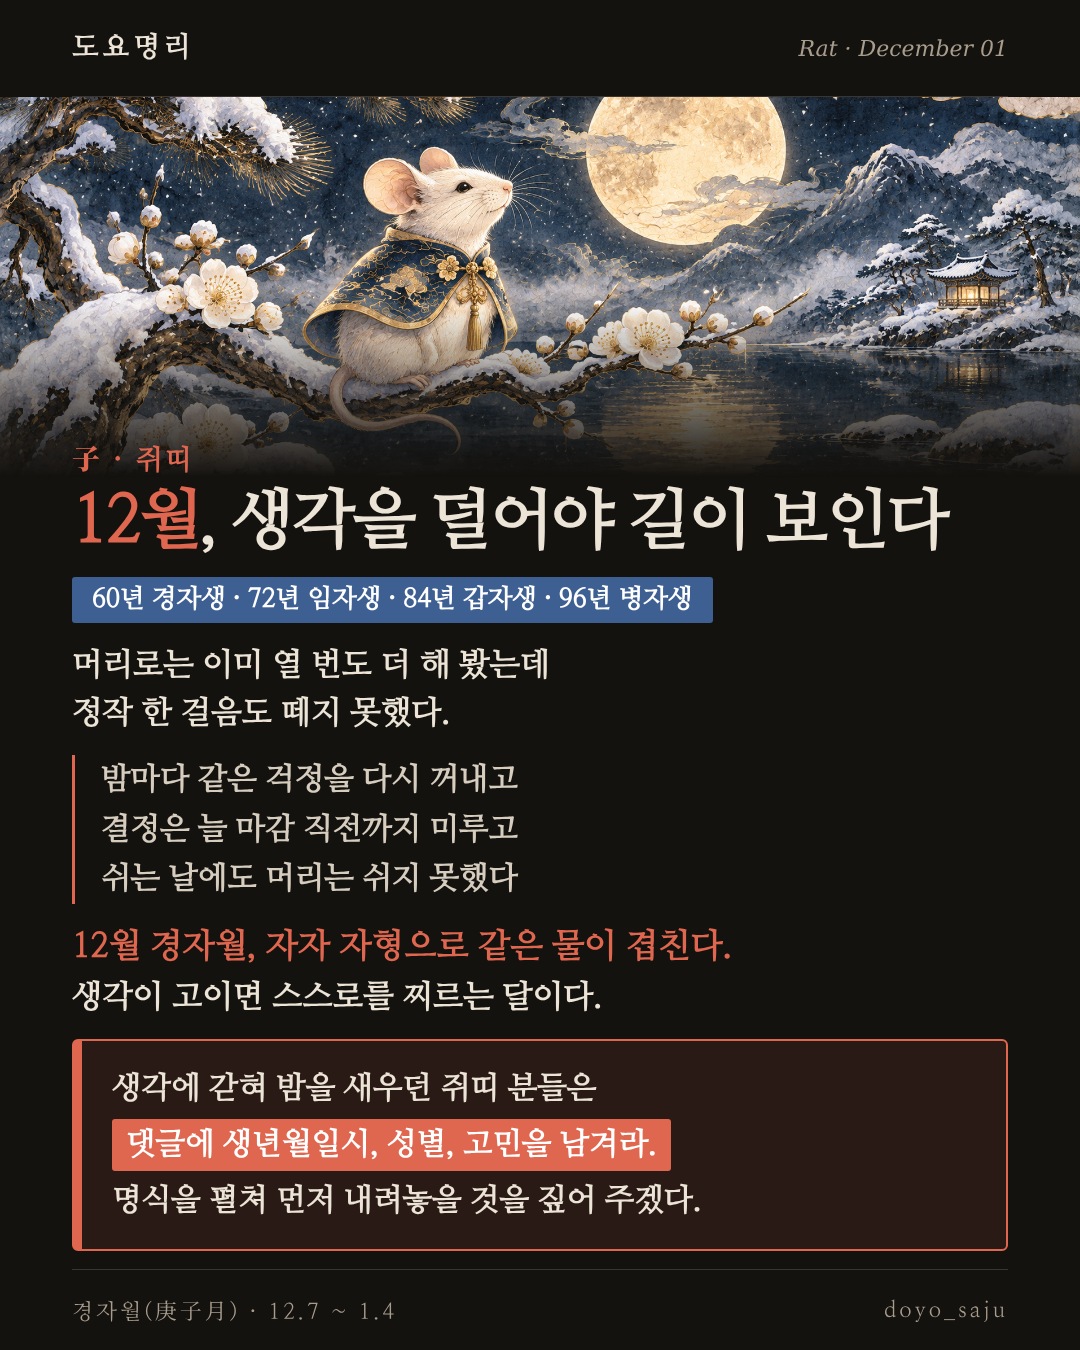 도요명리
Rat · December 01
子 · 쥐띠
12월, 생각을 덜어야 길이 보인다
60년 경자생 · 72년 임자생 · 84년 갑자생 · 96년 병자생
머리로는 이미 열 번도 더 해 봤는데
정작 한 걸음도 떼지 못했다.
밤마다 같은 걱정을 다시 꺼내고
결정은 늘 마감 직전까지 미루고
쉬는 날에도 머리는 쉬지 못했다
12월 경자월, 자자 자형으로 같은 물이 겹친다.
생각이 고이면 스스로를 찌르는 달이다.
생각에 갇혀 밤을 새우던 쥐띠 분들은
댓글에 생년월일시, 성별, 고민을 남겨라.
명식을 펼쳐 먼저 내려놓을 것을 짚어 주겠다.
경자월(庚子月) · 12.7 ~ 1.4
doyo_saju